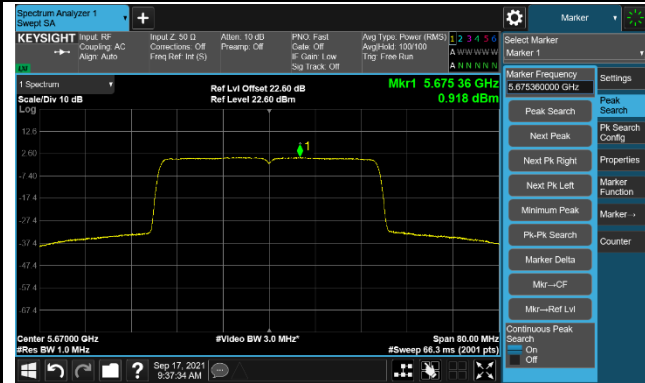 Spectrum Analyzer 1
Swept SA
Marker
KEYSIGHT
Input: RF
Coupling: AC
Align: Auto
Input Z: 50 Ω
Corrections: Off
Freq Ref: Int (S)
Atten: 10 dB
Preamp: Off
PNO: Fast
Gate: Off
IF Gain: Low
Sig Track: Off
Avg Type: Power (RMS)
Avg|Hold: 100/100
Trig: Free Run
1 2 3 4 5 6
A W W W W W
A N N N N N
Select Marker
Marker 1
1 Spectrum
Scale/Div 10 dB
Log
Ref Lvl Offset 22.60 dB
Ref Level 22.60 dBm
Mkr1 5.675 36 GHz
0.918 dBm
12.6
2.60
-7.40
-17.4
-27.4
-37.4
-47.4
-57.4
-67.4
1
Center 5.67000 GHz
#Res BW 1.0 MHz
#Video BW 3.0 MHz*
Span 80.00 MHz
#Sweep 66.3 ms (2001 pts)
Marker Frequency
5.675360000 GHz
Peak Search
Next Peak
Next Pk Right
Next Pk Left
Minimum Peak
Pk-Pk Search
Marker Delta
Mkr→CF
Mkr→Ref Lvl
Continuous Peak
Search
On
Off
Settings
Peak
Search
Pk Search
Config
Properties
Marker
Function
Marker→
Counter
Sep 17, 2021
9:37:34 AM